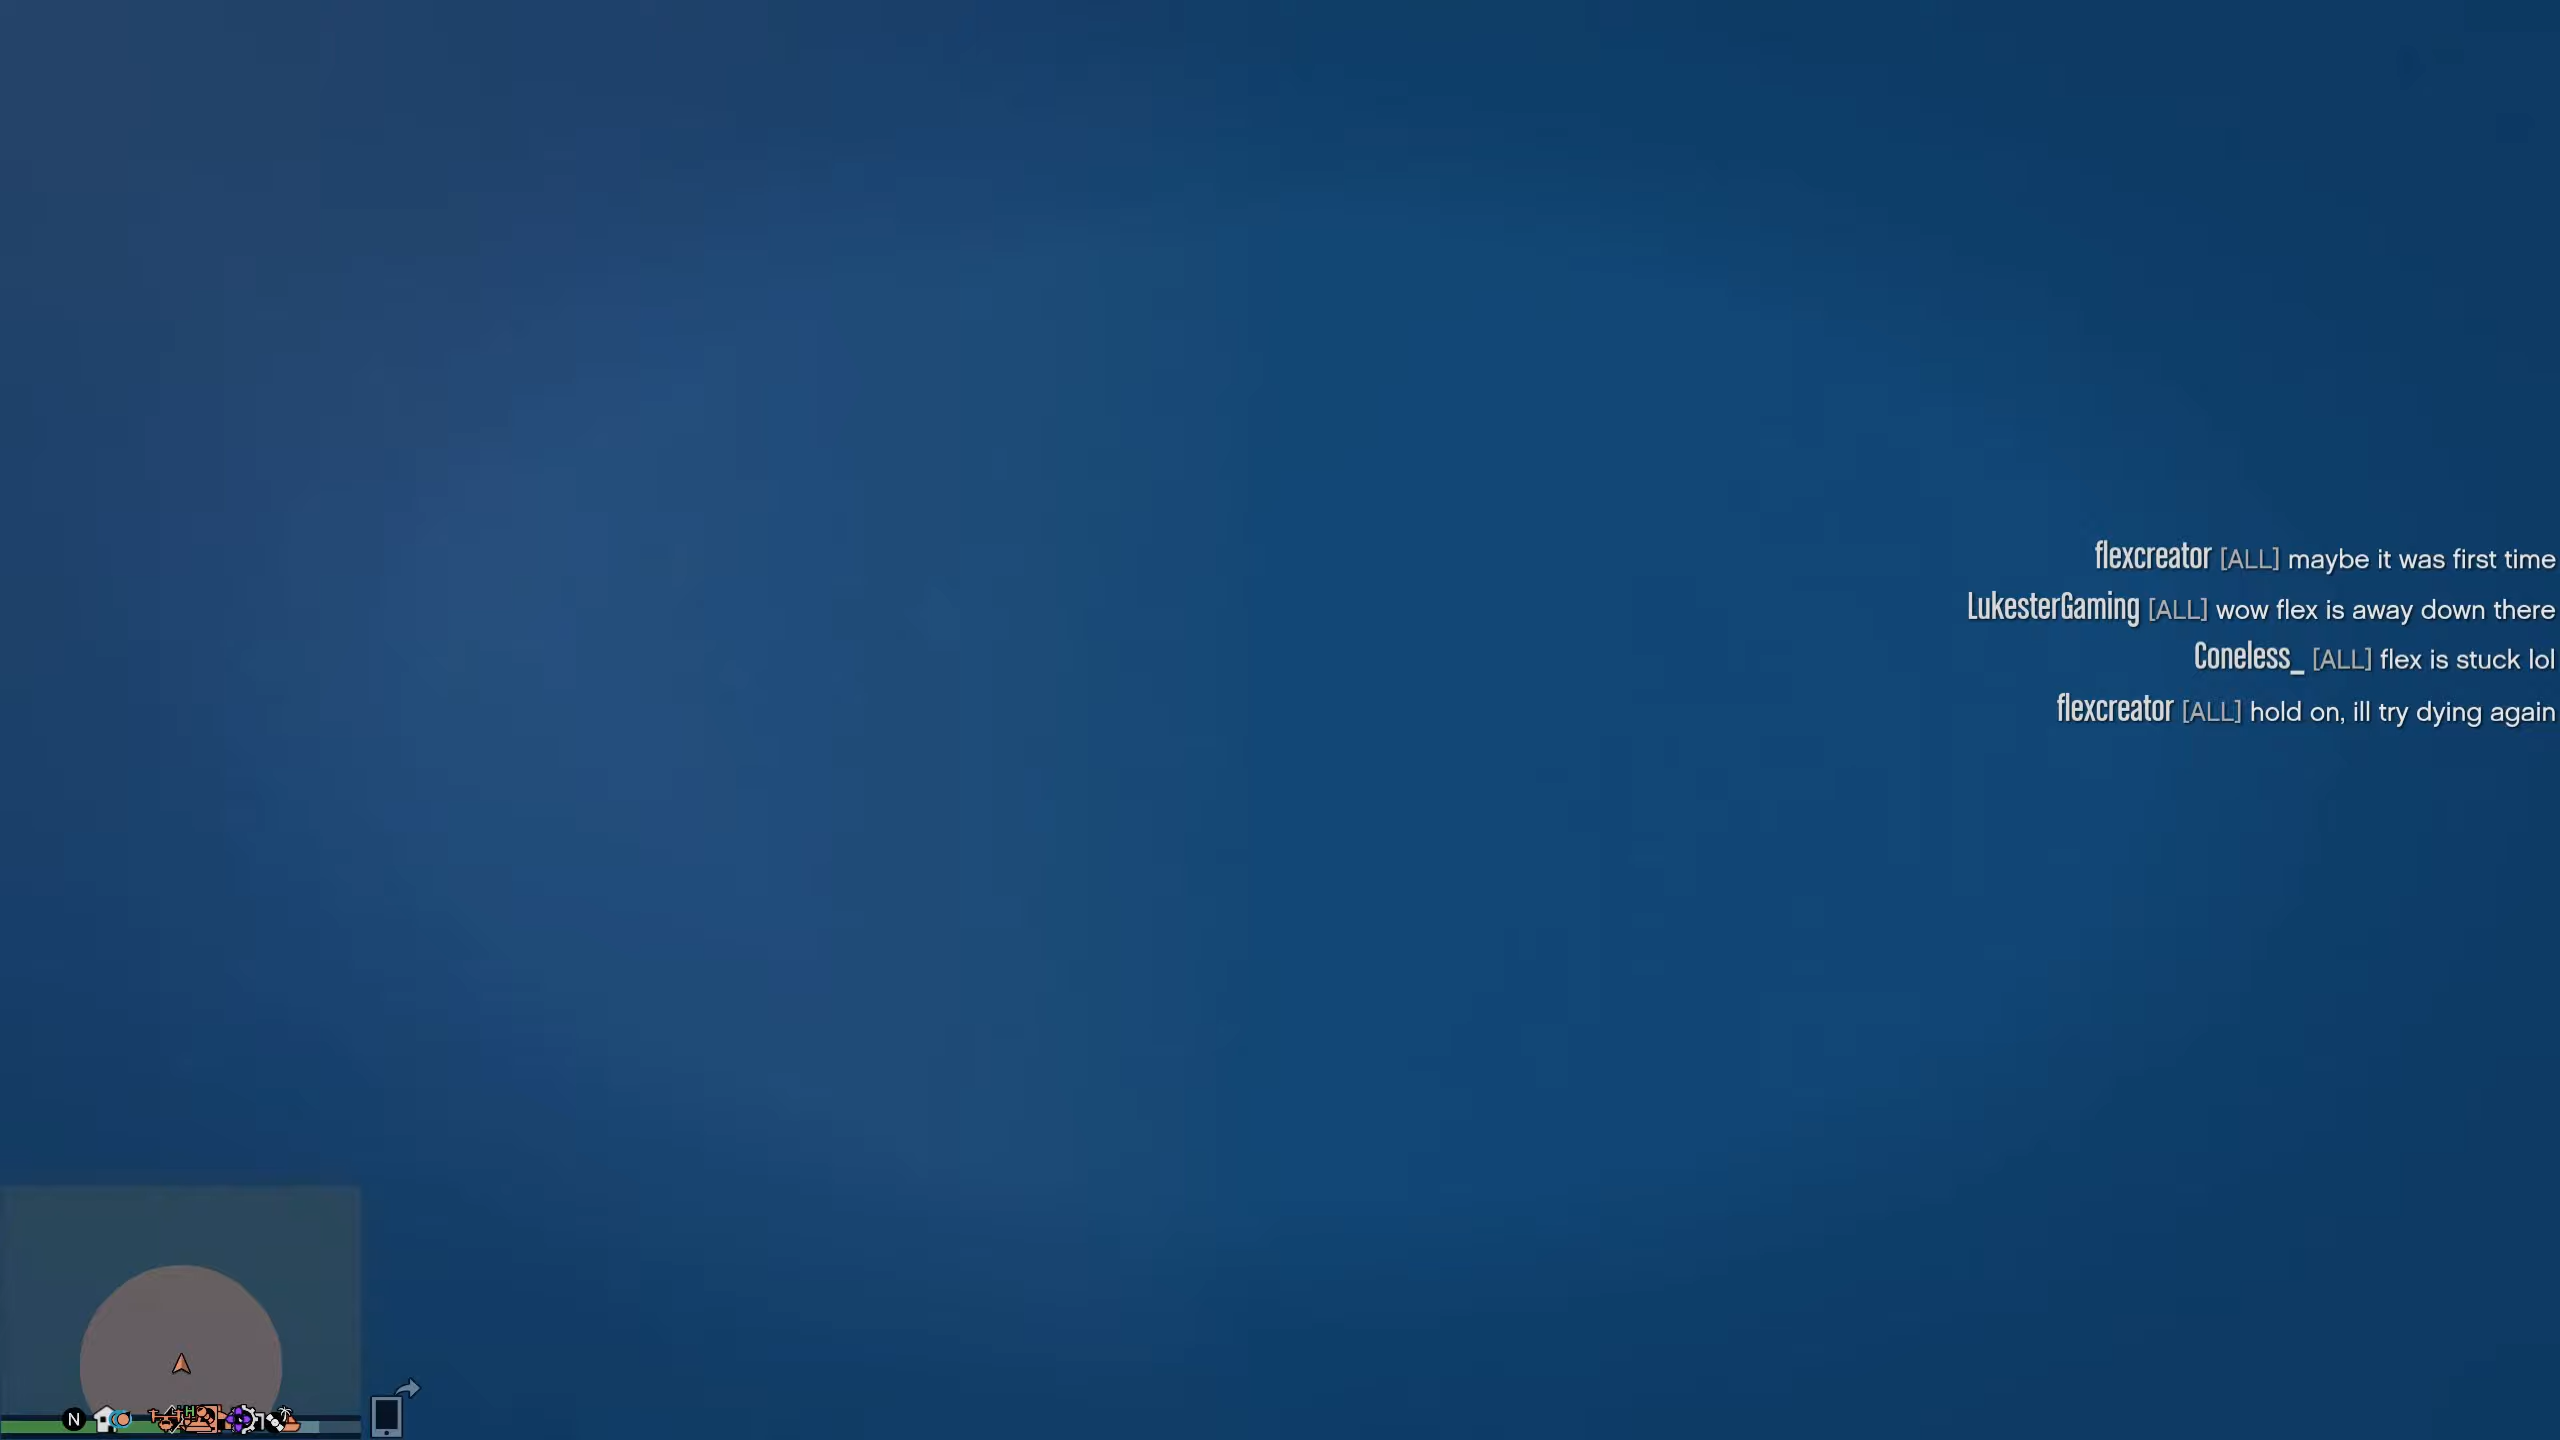 flexcreator [ALL] maybe it was first time
LukesterGaming [ALL] wow flex is away down there
Coneless_ [ALL] flex is stuck lol
flexcreator [ALL] hold on, ill try dying again
N
H